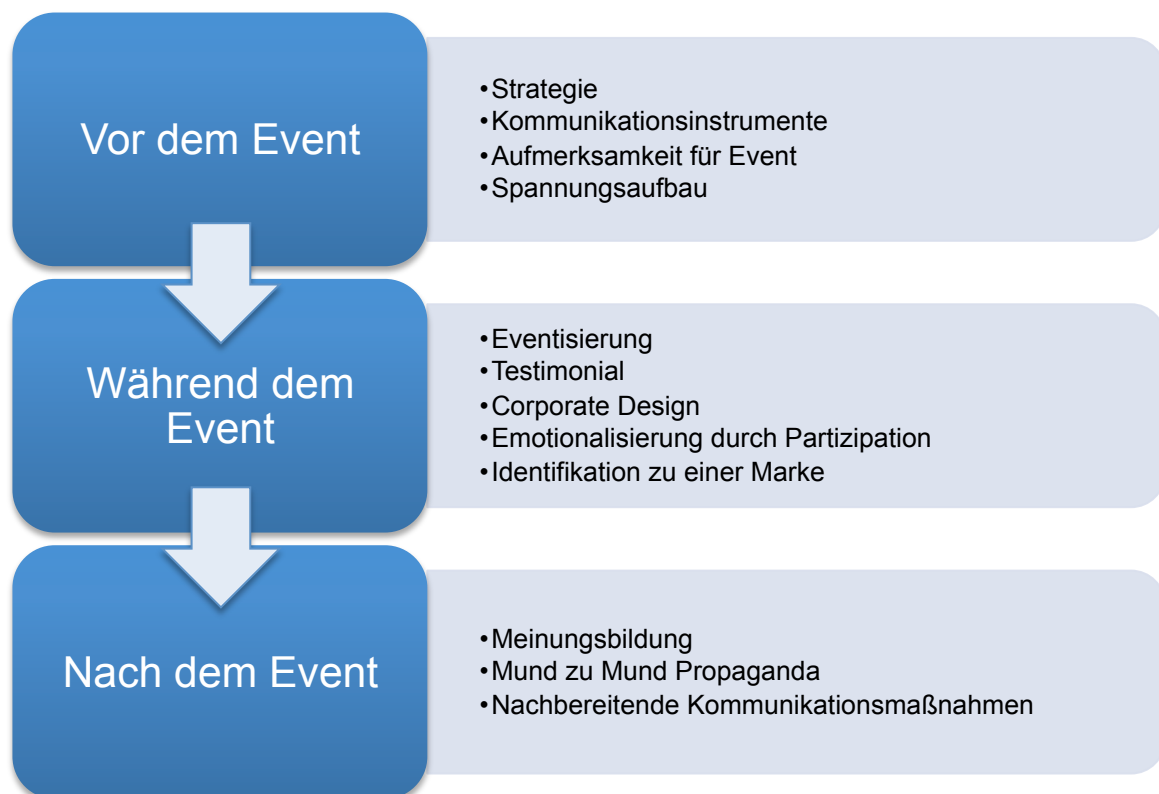 Vor dem Event
•Strategie
•Kommunikationsinstrumente
•Aufmerksamkeit für Event
•Spannungsaufbau
Während dem
Event
•Eventisierung
•Testimonial
•Corporate Design
•Emotionalisierung durch Partizipation
•Identifikation zu einer Marke
Nach dem Event
•Meinungsbildung
•Mund zu Mund Propaganda
•Nachbereitende Kommunikationsmaßnahmen